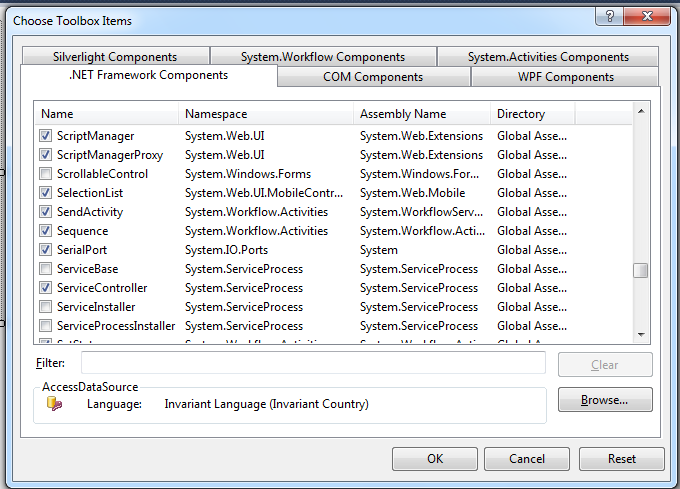 Choose Toolbox Items
Silverlight Components System.Workflow Components System.Activities Components
.NET Framework Components COM Components WPF Components
Name Namespace Assembly Name Directory
ScriptManager System.Web.UI System.Web.Extensions Global Asse...
ScriptManagerProxy System.Web.UI System.Web.Extensions Global Asse...
ScrollableControl System.Windows.Forms System.Windows.For... Global Asse...
SelectionList System.Web.UI.MobileContr... System.Web.Mobile Global Asse...
SendActivity System.Workflow.Activities System.WorkflowServ... Global Asse...
Sequence System.Workflow.Activities System.Workflow.Acti... Global Asse...
SerialPort System.IO.Ports System Global Asse...
ServiceBase System.ServiceProcess System.ServiceProcess Global Asse...
ServiceController System.ServiceProcess System.ServiceProcess Global Asse...
ServiceInstaller System.ServiceProcess System.ServiceProcess Global Asse...
ServiceProcessInstaller System.ServiceProcess System.ServiceProcess Global Asse...
Filter: Clear
AccessDataSource
Language: Invariant Language (Invariant Country) Browse...
OK Cancel Reset